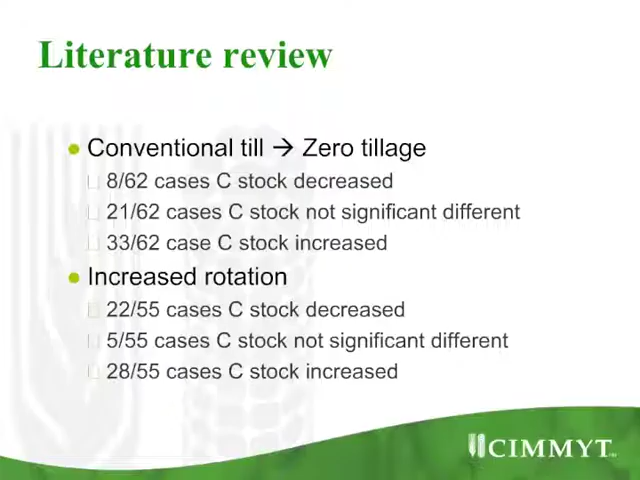 Literature review
Conventional till → Zero tillage
8/62 cases C stock decreased
21/62 cases C stock not significant different
33/62 case C stock increased
Increased rotation
22/55 cases C stock decreased
5/55 cases C stock not significant different
28/55 cases C stock increased
CIMMYT